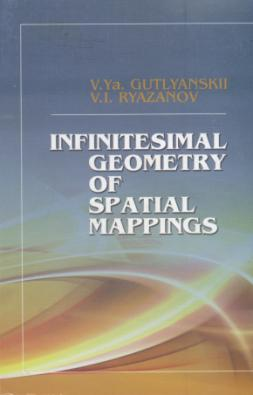 V.Ya. GUTLYANSKII
V.I. RYAZANOV
INFINITESIMAL
GEOMETRY
OF
SPATIAL
MAPPINGS